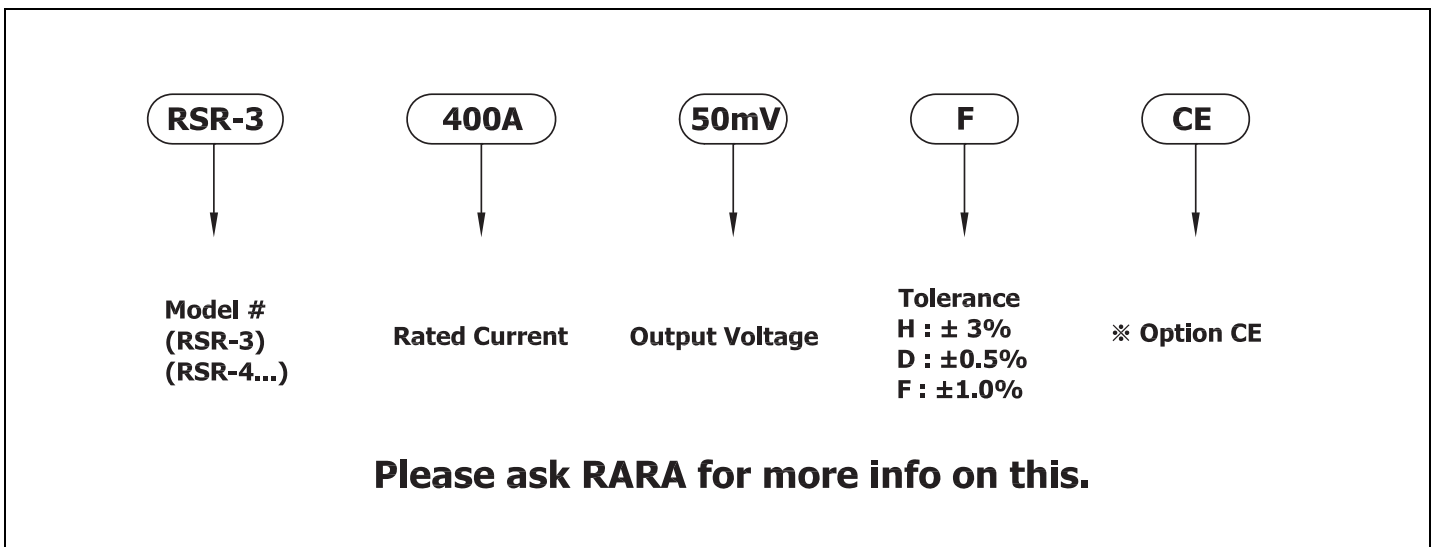 RSR-3 400A 50mV F CE
Model #
(RSR-3)
(RSR-4...)
Rated Current
Output Voltage
Tolerance
H : ± 3%
D : ±0.5%
F : ±1.0%
※ Option CE
Please ask RARA for more info on this.